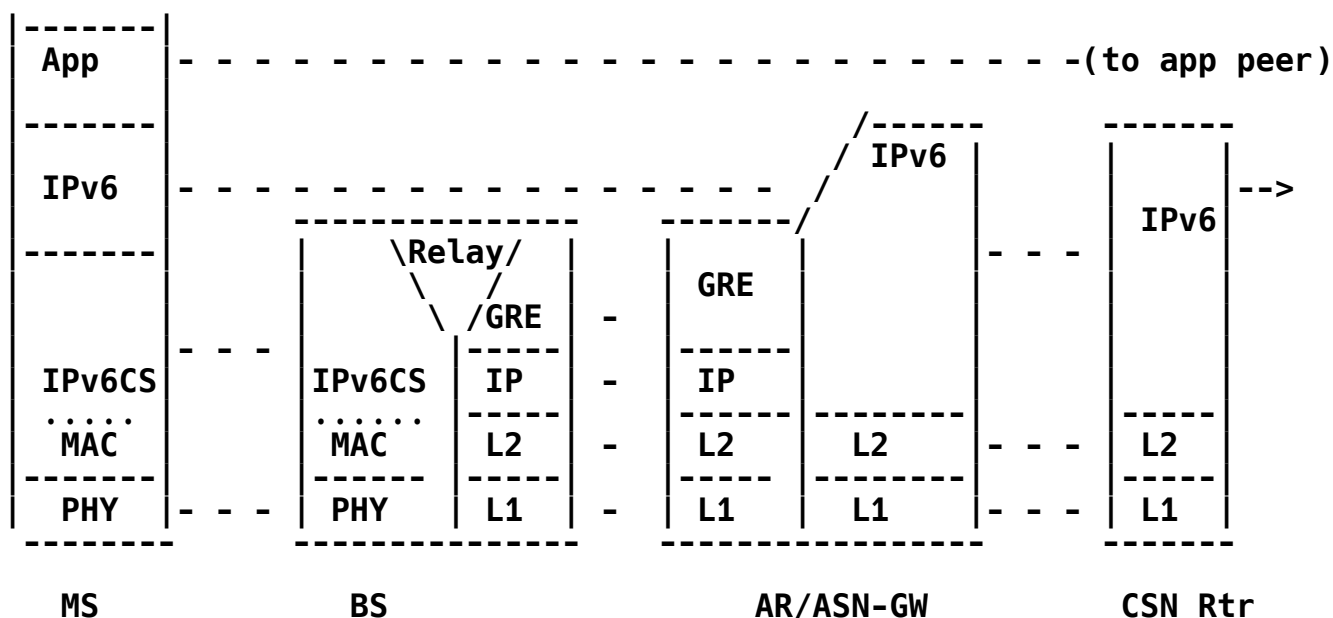 App (to app peer)
IPv6
IPv6 -->
IPv6
Relay
GRE
GRE
IPv6CS IPv6CS IP IP
MAC MAC L2 L2 L2 L2
PHY PHY L1 L1 L1 L1
MS BS AR/ASN-GW CSN Rtr